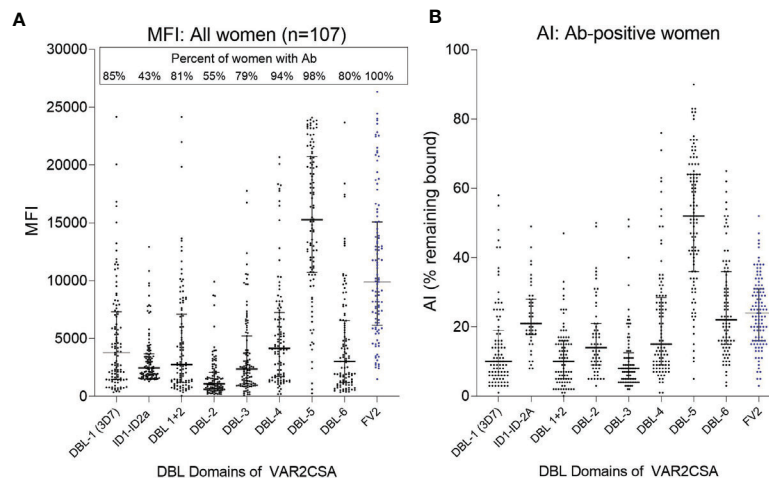 A
MFI: All women (n=107)
30000
25000
20000
15000
10000
5000
0
MFI
Percent of women with Ab
85% 43% 81% 55% 79% 94% 98% 80% 100%
DBL-1 (3D7)
ID1-ID2a
DBL 1+2
DBL-2
DBL-3
DBL-4
DBL-5
DBL-6
FV2
DBL Domains of VAR2CSA
B
AI: Ab-positive women
100
80
60
40
20
0
AI (% remaining bound)
DBL-1 (3D7)
ID1-ID-2A
DBL 1+2
DBL-2
DBL-3
DBL-4
DBL-5
DBL-6
FV2
DBL Domains of VAR2CSA